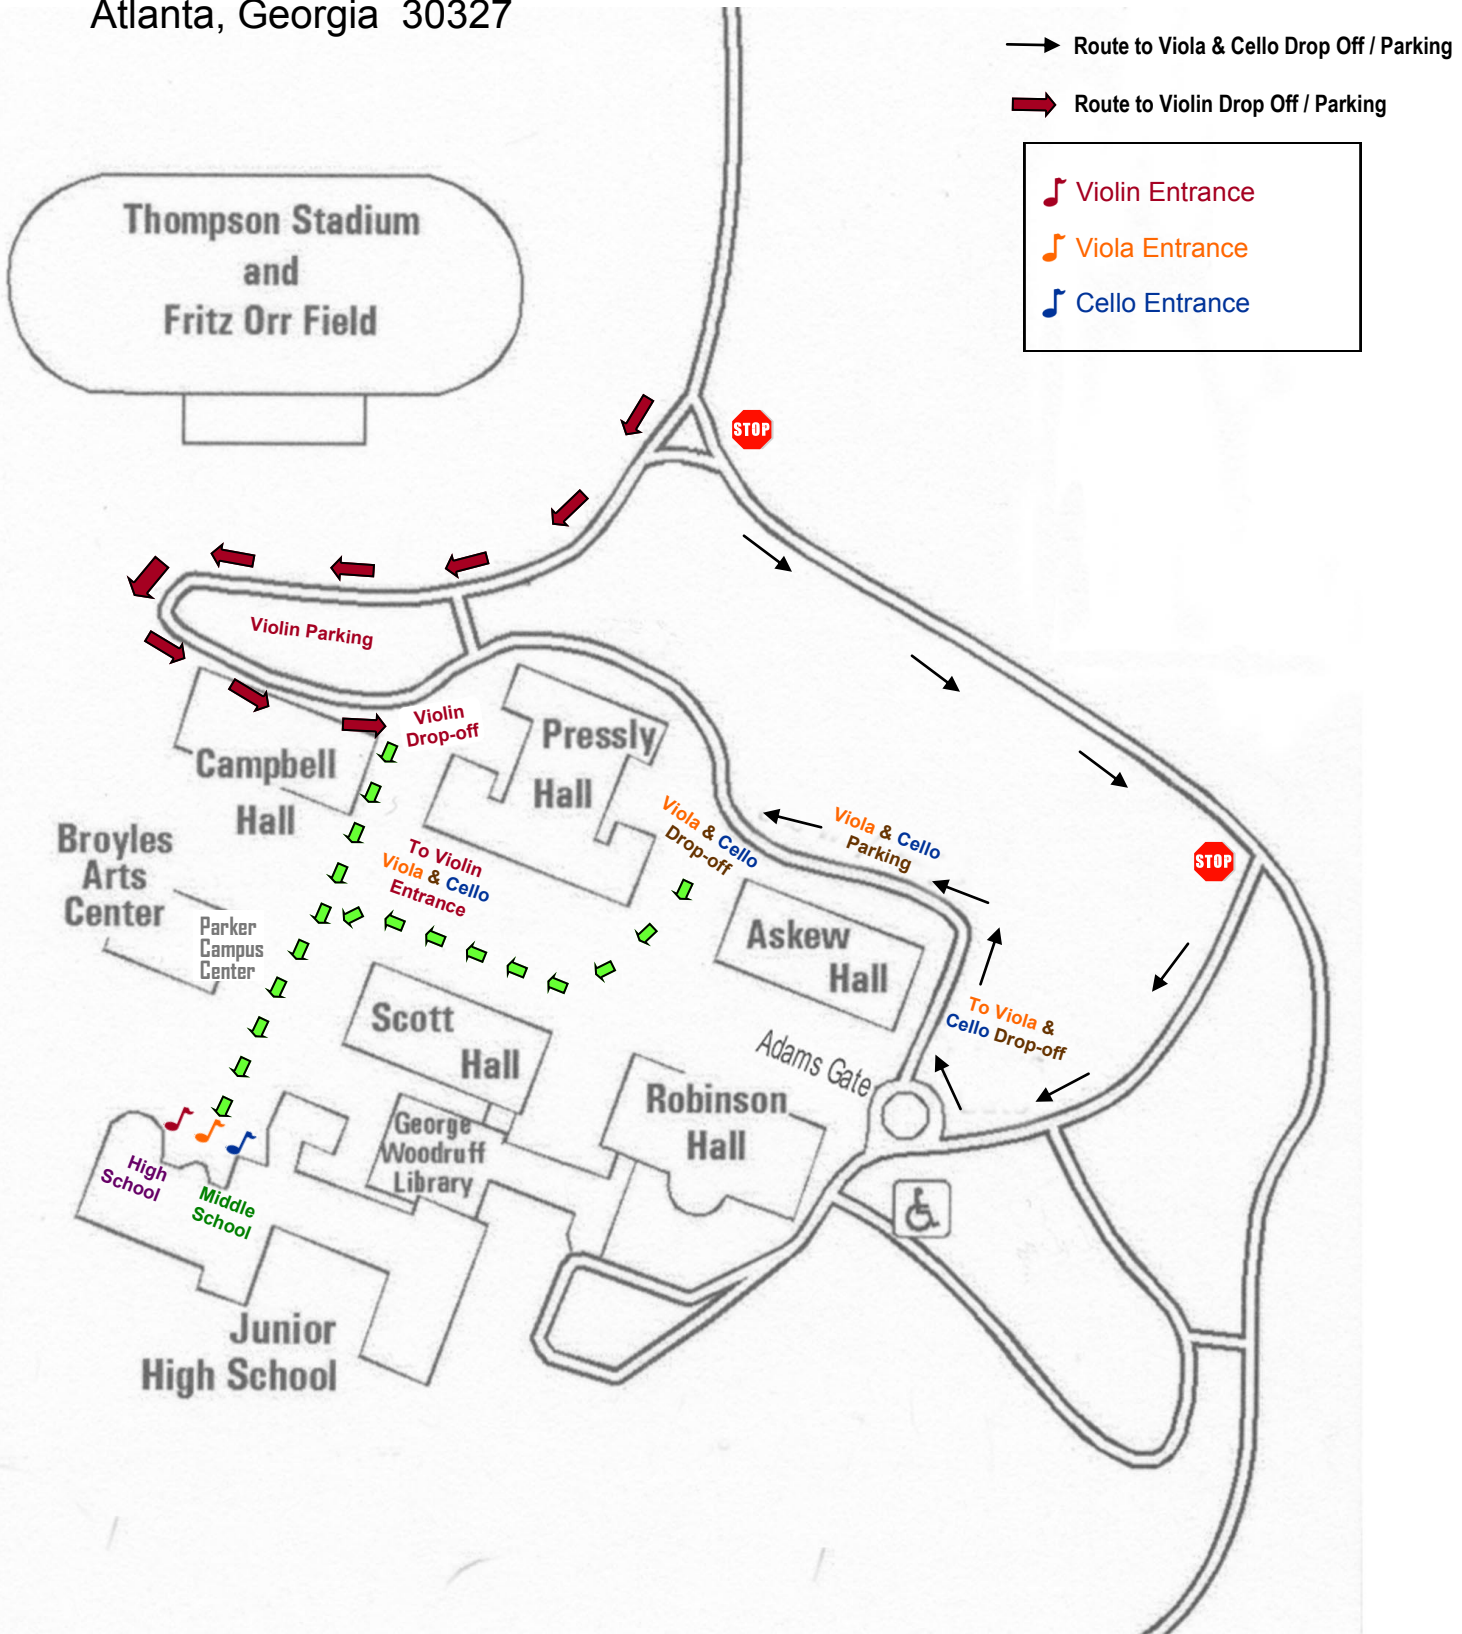 Atlanta, Georgia  30327
Route to Viola & Cello Drop Off / Parking
Route to Violin Drop Off / Parking
Violin Entrance
Viola Entrance
Cello Entrance
Thompson Stadium
and
Fritz Orr Field
STOP
Violin Parking
Violin
Drop-off
Pressly
Hall
Campbell
Hall
Viola & Cello
Drop-off
Viola & Cello
Parking
STOP
Broyles
Arts
Center
To Violin
Viola & Cello
Entrance
Parker
Campus
Center
Askew
Hall
Scott
Hall
To Viola &
Cello Drop-off
Adams Gate
Robinson
Hall
George
Woodruff
Library
High
School
Middle
School
Junior
High School